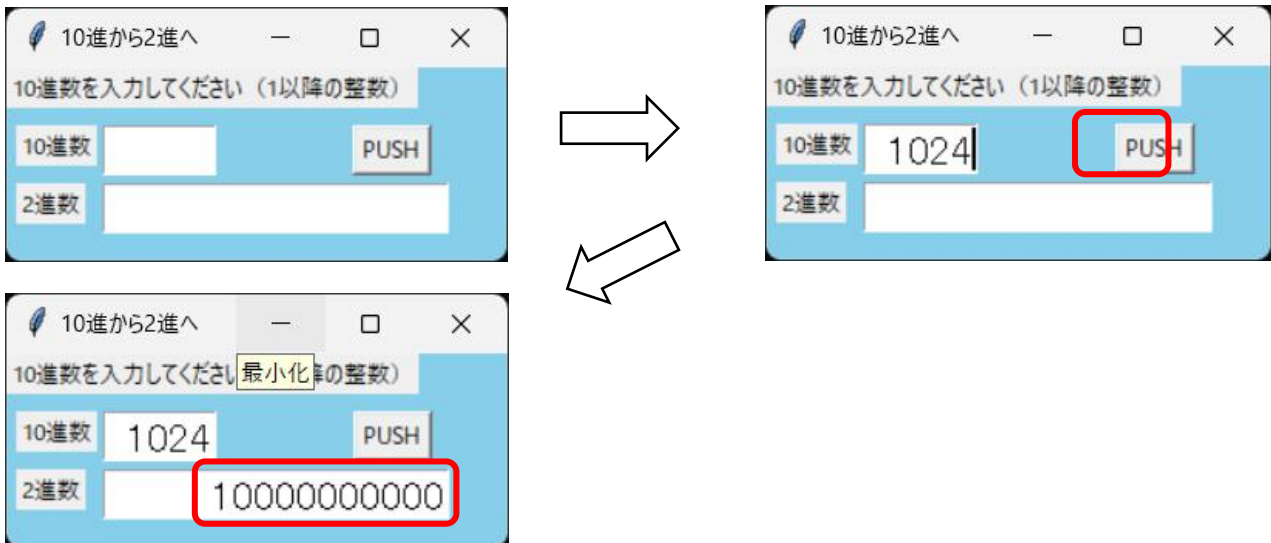 10進から2進へ
10進数を入力してください（1以降の整数）
10進数 PUSH
2進数
10進から2進へ
10進数を入力してください（1以降の整数）
10進数 1024 PUSH
2進数
10進から2進へ
10進数を入力してくださ 最小化 の整数）
10進数 1024 PUSH
2進数 10000000000